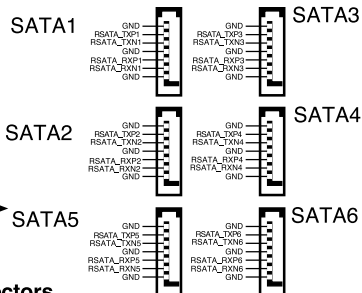 SATA1
GND
RSATA_TXP1
RSATA_TXN1
GND
RSATA_RXP1
RSATA_RXN1
GND
SATA3
GND
RSATA_TXP3
RSATA_TXN3
GND
RSATA_RXP3
RSATA_RXN3
GND
SATA2
GND
RSATA_TXP2
RSATA_TXN2
GND
RSATA_RXP2
RSATA_RXN2
GND
SATA4
GND
RSATA_TXP4
RSATA_TXN4
GND
RSATA_RXP4
RSATA_RXN4
GND
SATA5
GND
RSATA_TXP5
RSATA_TXN5
GND
RSATA_RXP5
RSATA_RXN5
GND
SATA6
GND
RSATA_TXP6
RSATA_TXN6
GND
RSATA_RXP6
RSATA_RXN6
GND